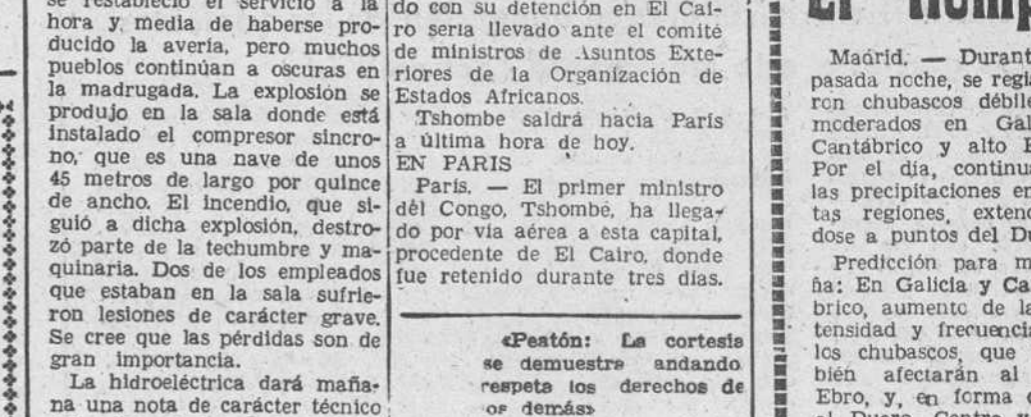 se restableció el servicio a la
hora y media de haberse pro-
ducido la avería, pero muchos
pueblos continúan a oscuras en
la madrugada. La explosión se
produjo en la sala donde está
instalado el compresor sincro-
no, que es una nave de unos
45 metros de largo por quince
de ancho. El incendio, que si-
guió a dicha explosión, destro-
zó parte de la techumbre y ma-
quinaria. Dos de los empleados
que estaban en la sala sufrie-
ron lesiones de carácter grave.
Se cree que las pérdidas son de
gran importancia.
La hidroeléctrica dará maña-
na una nota de carácter técnico
do con su detención en El Cai-
ro sería llevado ante el comité
de ministros de Asuntos Exte-
riores de la Organización de
Estados Africanos.
Tshombe saldrá hacia París
a última hora de hoy.
EN PARIS
París. — El primer ministro
del Congo, Tshombé, ha llega-
do por vía aérea a esta capital,
procedente de El Cairo, donde
fue retenido durante tres días.
«Peatón: La cortesía
se demuestra andando
respeta los derechos de
os demás»
El
Madrid. — Durant
pasada noche, se regi
ron chubascos débil
moderados en Gal
Cantábrico y alto E
Por el día, continua
las precipitaciones en
tas regiones, exten
dose a puntos del Du
Predicción para m
ña: En Galicia y Ca
brico, aumento de la
tensidad y frecuenci
los chubascos, que
bién afectarán al
Ebro, y, en forma